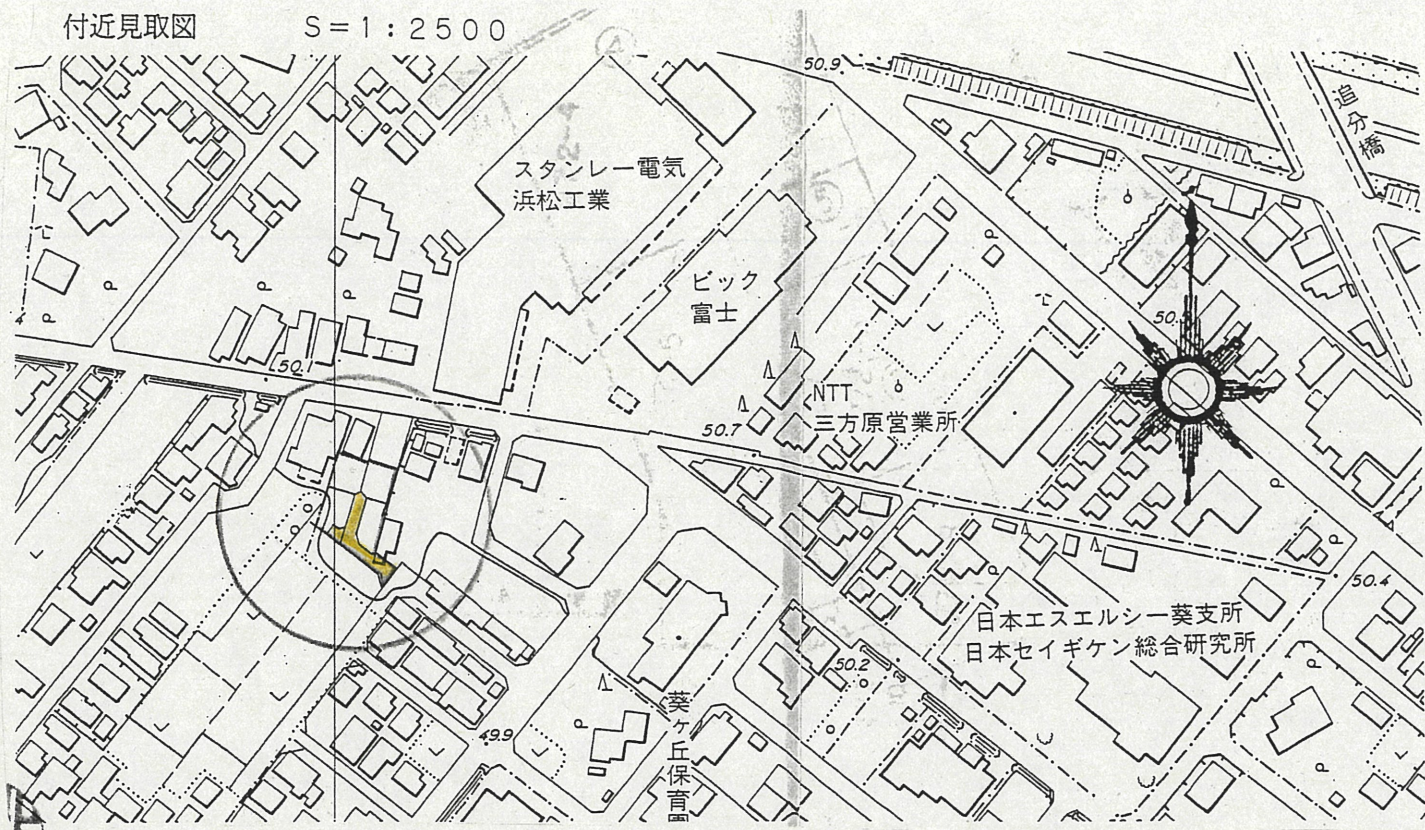 付近見取図 S=1:2500
50.9
追分橋
スタンレー電気
浜松工業
ビック
富士
NTT
三方原営業所
50.7
50.4
日本エスエルシー葵支所
日本セイギケン総合研究所
50.2
葵ヶ丘保育園
49.9